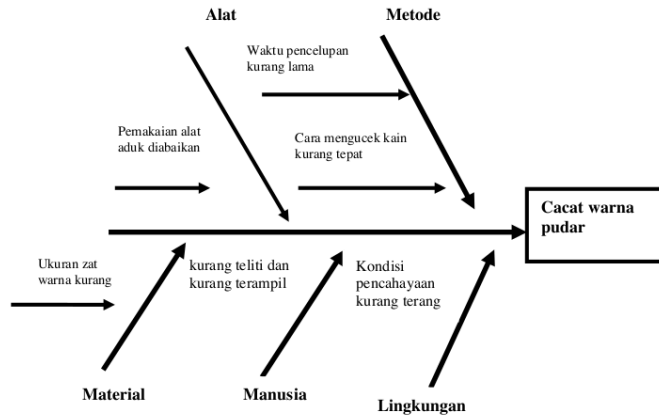 Alat
Metode
Waktu pencelupan
kurang lama
Pemakaian alat
aduk diabaikan
Cara mengucek kain
kurang tepat
Cacat warna
pudar
Ukuran zat
warna kurang
kurang teliti dan
kurang terampil
Kondisi
pencahayaan
kurang terang
Material
Manusia
Lingkungan